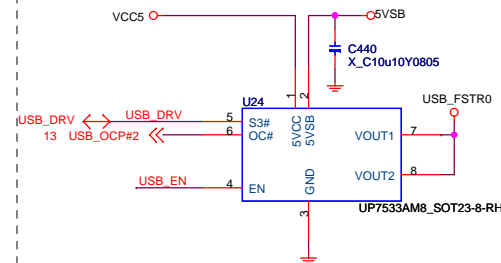 VCC5
5VSB
C440
X_C10u10Y0805
U24
1
2
USB_FSTR0
USB_DRV
USB_DRV
5
S3#
5VCC
5VSB
VOUT1
7
13
USB_OCP#2
6
OC#
USB_EN
4
EN
GND
VOUT2
8
3
UP7533AM8_SOT23-8-RH